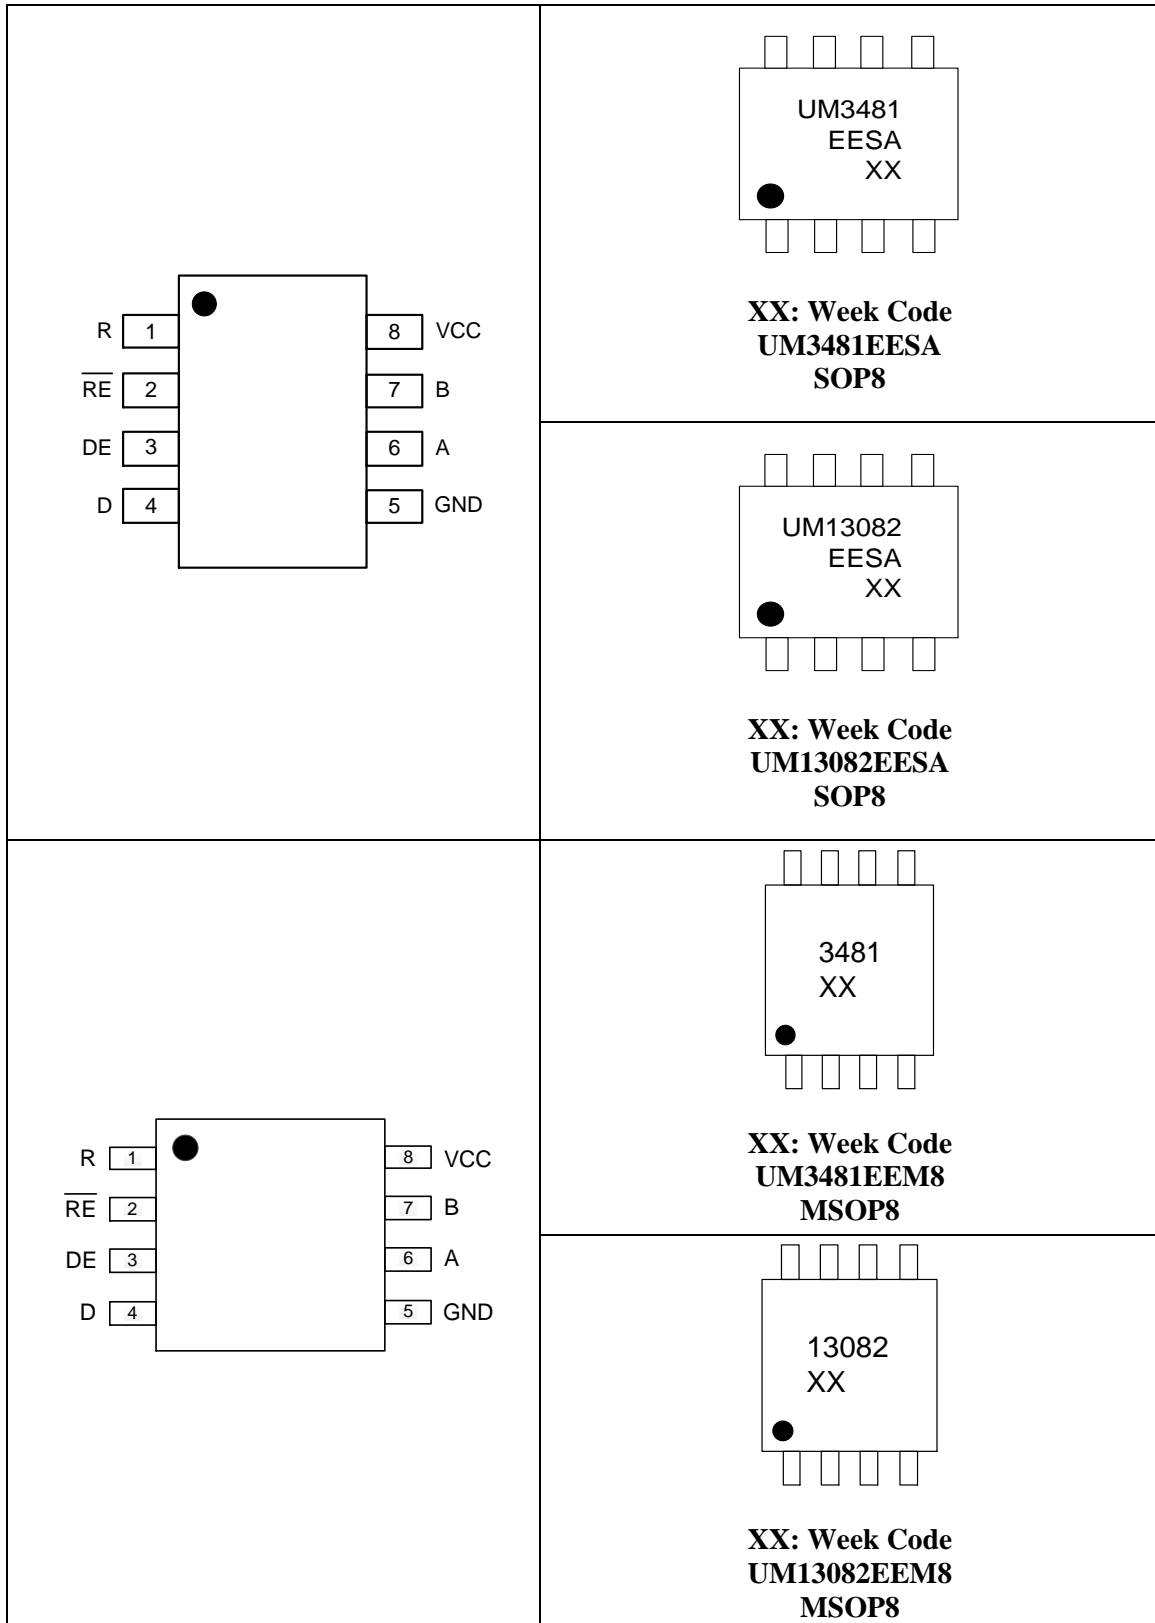 R 1 8 VCC
RE 2 7 B
DE 3 6 A
D 4 5 GND
UM3481
EESA
XX
XX: Week Code
UM3481EESA
SOP8
UM13082
EESA
XX
XX: Week Code
UM13082EESA
SOP8
R 1 8 VCC
RE 2 7 B
DE 3 6 A
D 4 5 GND
3481
XX
XX: Week Code
UM3481EEM8
MSOP8
13082
XX
XX: Week Code
UM13082EEM8
MSOP8